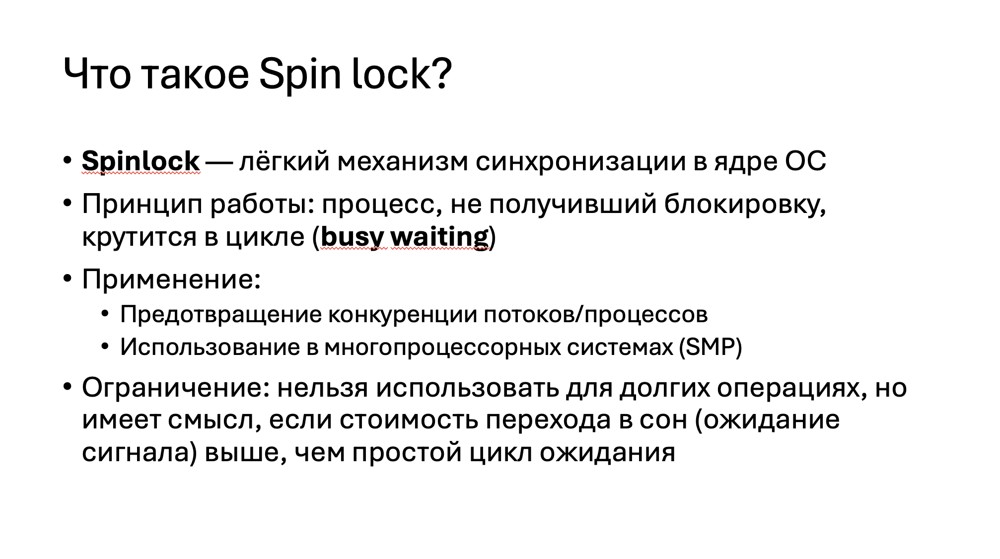 Что такое Spin lock?
• Spinlock — лёгкий механизм синхронизации в ядре ОС
• Принцип работы: процесс, не получивший блокировку,
крутится в цикле (busy waiting)
• Применение:
• Предотвращение конкуренции потоков/процессов
• Использование в многопроцессорных системах (SMP)
• Ограничение: нельзя использовать для долгих операциях, но
имеет смысл, если стоимость перехода в сон (ожидание
сигнала) выше, чем простой цикл ожидания